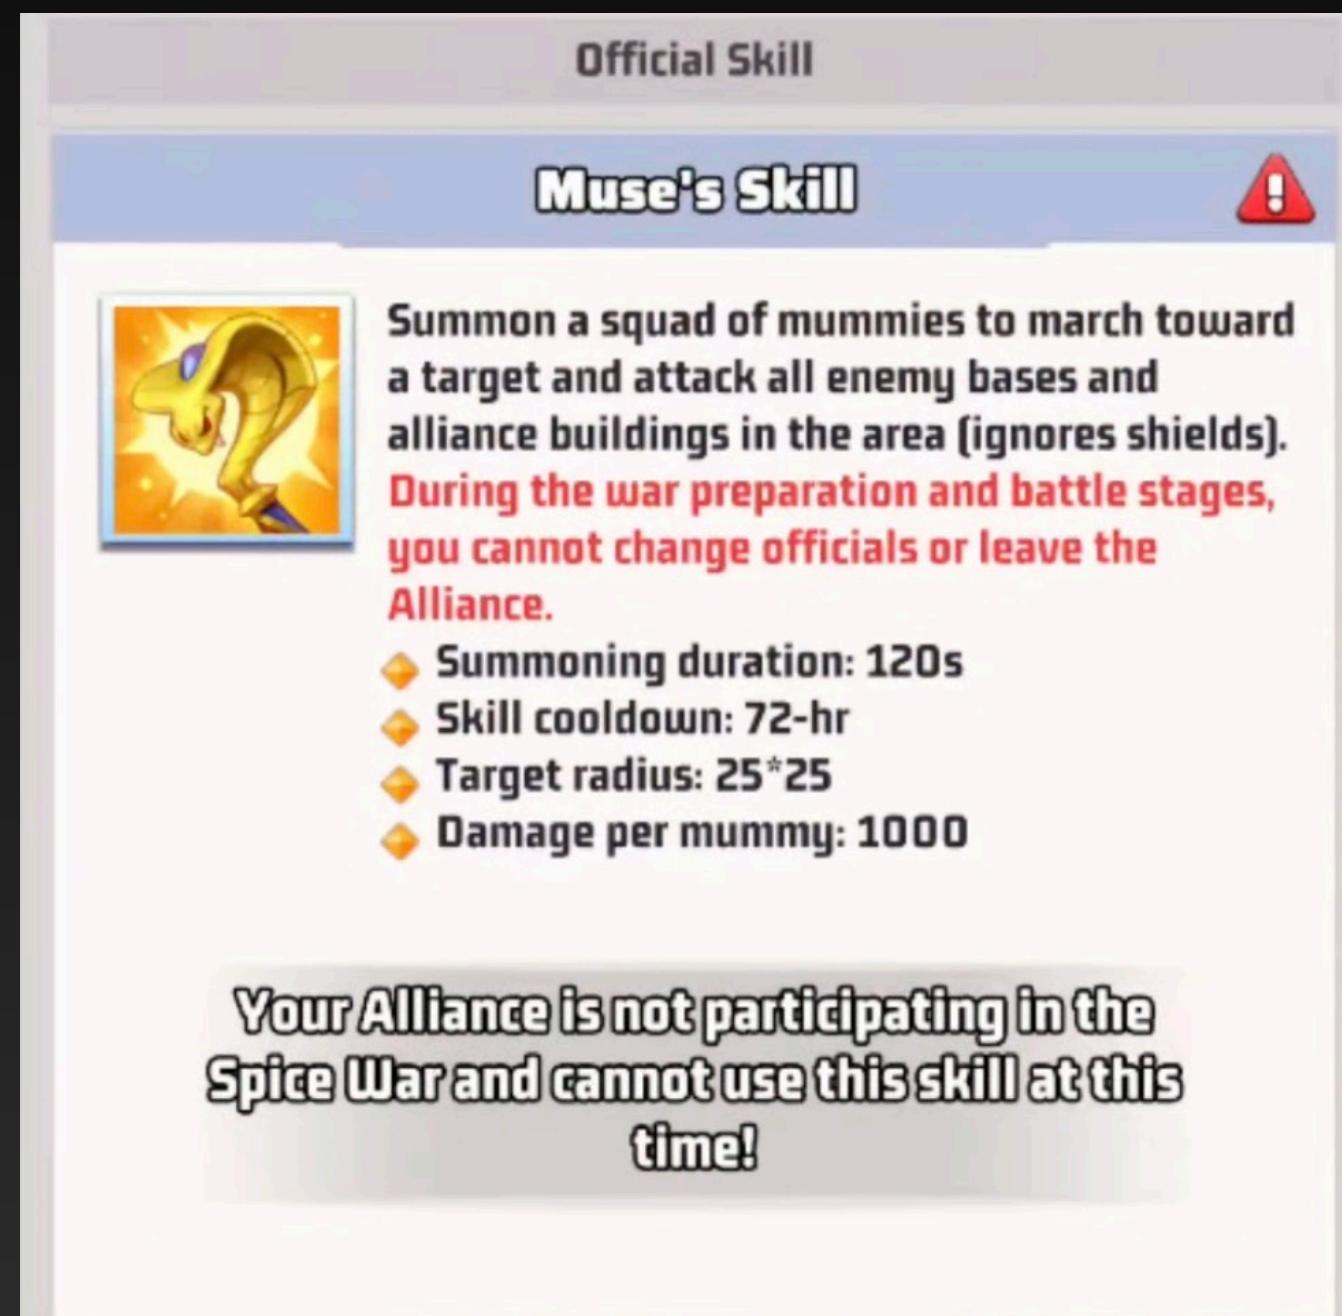 Official Skill
Muse's Skill
Summon a squad of mummies to march toward
a target and attack all enemy bases and
alliance buildings in the area (ignores shields).
During the war preparation and battle stages,
you cannot change officials or leave the
Alliance.
Summoning duration: 120s
Skill cooldown: 72-hr
Target radius: 25*25
Damage per mummy: 1000
Your Alliance is not participating in the
Spice War and cannot use this skill at this
time!